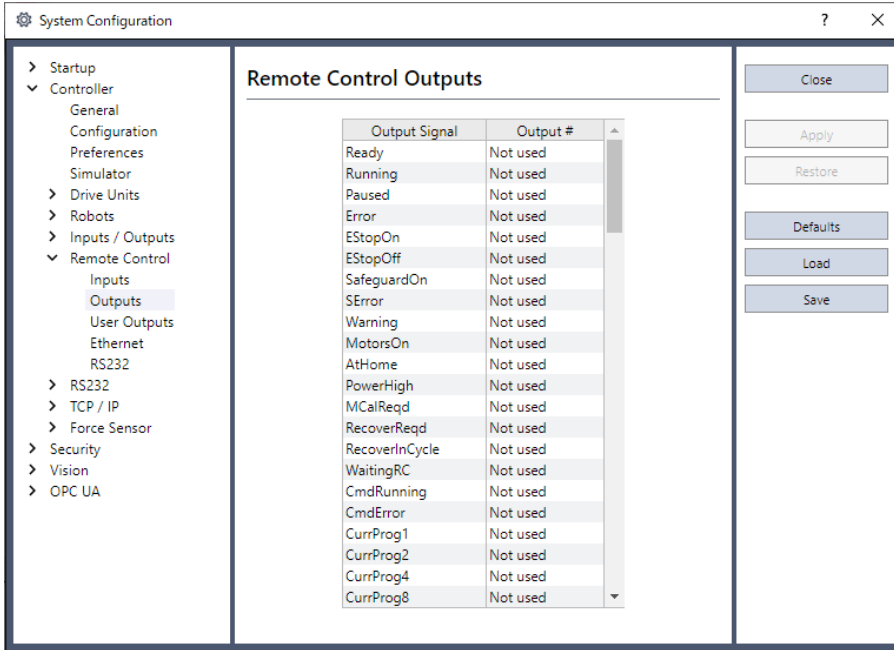 System Configuration
?
Startup
Controller
General
Configuration
Preferences
Simulator
Drive Units
Robots
Inputs / Outputs
Remote Control
Inputs
Outputs
User Outputs
Ethernet
RS232
RS232
TCP / IP
Force Sensor
Security
Vision
OPC UA
Remote Control Outputs
Output Signal Output #
Ready Not used
Running Not used
Paused Not used
Error Not used
EStopOn Not used
EStopOff Not used
SafeguardOn Not used
SError Not used
Warning Not used
MotorsOn Not used
AtHome Not used
PowerHigh Not used
MCalReqd Not used
RecoverReqd Not used
RecoverInCycle Not used
WaitingRC Not used
CmdRunning Not used
CmdError Not used
CurrProg1 Not used
CurrProg2 Not used
CurrProg4 Not used
CurrProg8 Not used
Close
Apply
Restore
Defaults
Load
Save